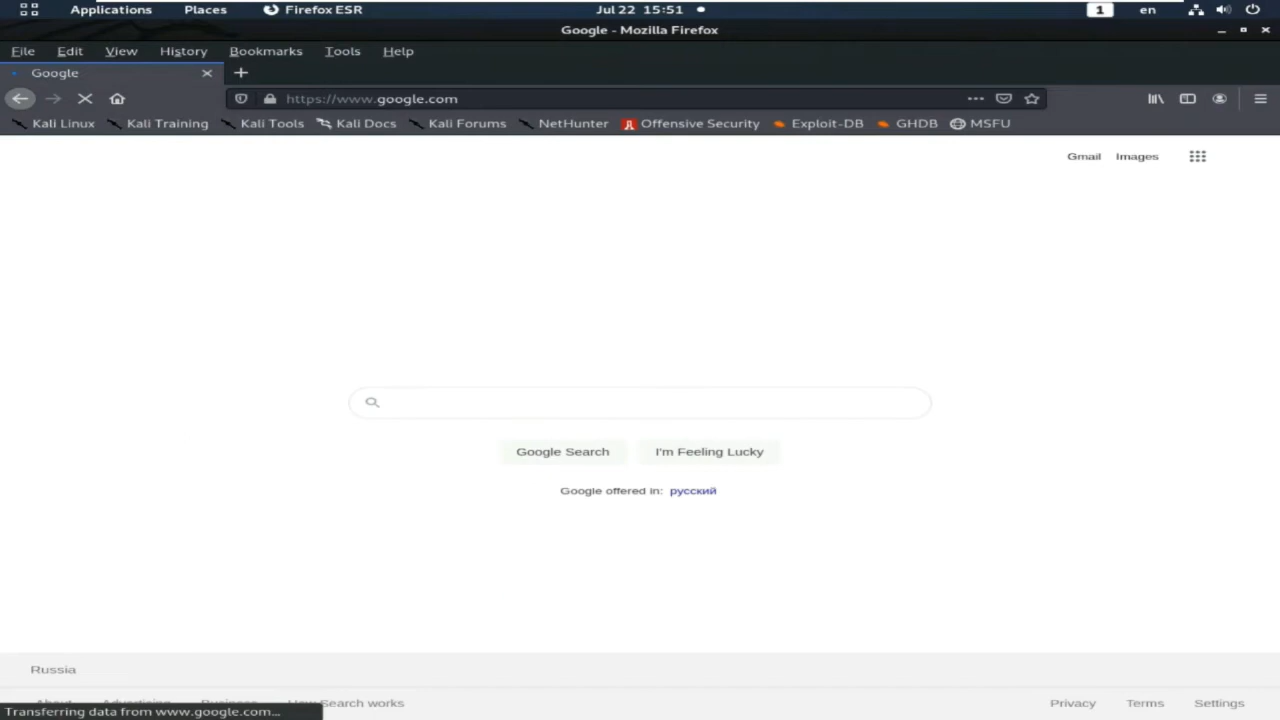 Applications Places Firefox ESR Jul 22 15:51 1 en
Google - Mozilla Firefox
File Edit View History Bookmarks Tools Help
Google
https://www.google.com
Kali Linux Kali Training Kali Tools Kali Docs Kali Forums NetHunter Offensive Security Exploit-DB GHDB MSFU
Gmail Images
Google Search I'm Feeling Lucky
Google offered in: русский
Russia
About Advertising Business How Search works Privacy Terms Settings
Transferring data from www.google.com...